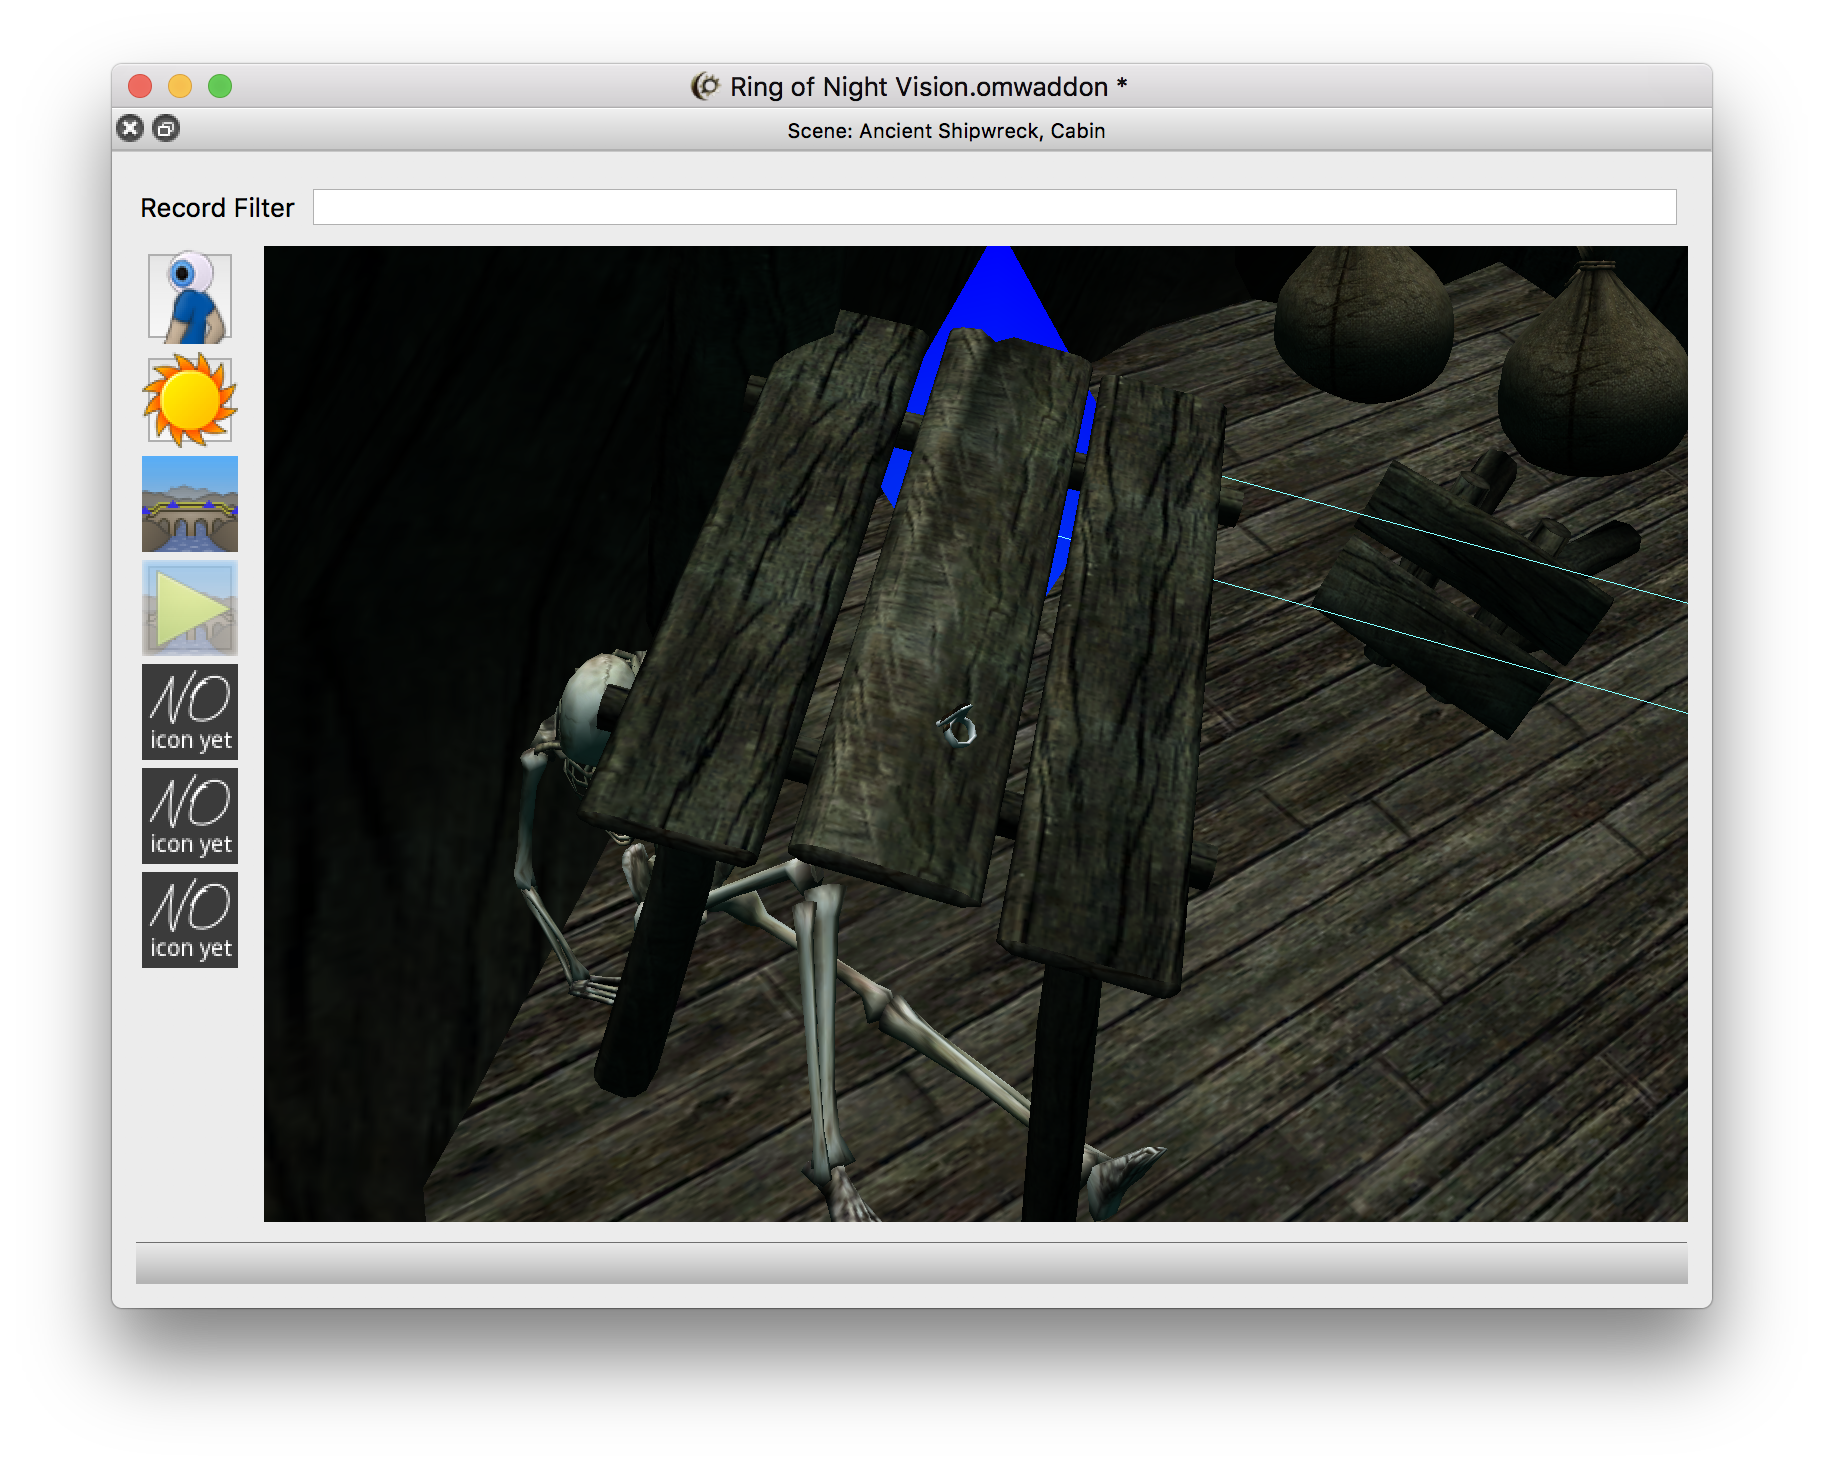 Ring of Night Vision.omwaddon *
Scene: Ancient Shipwreck, Cabin
Record Filter
NO
icon yet
NO
icon yet
NO
icon yet